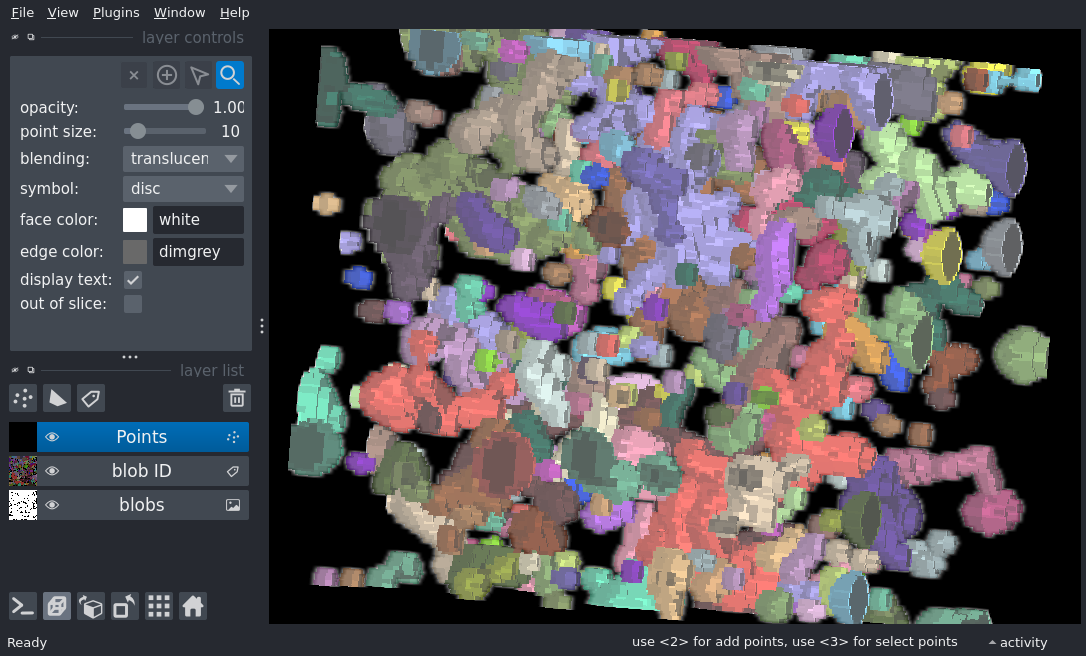 File View Plugins Window Help
layer controls
opacity: 1.00
point size: 10
blending: translucen
symbol: disc
face color: white
edge color: dimgrey
display text:
out of slice:
layer list
Points
blob ID
blobs
Ready
use <2> for add points, use <3> for select points
activity